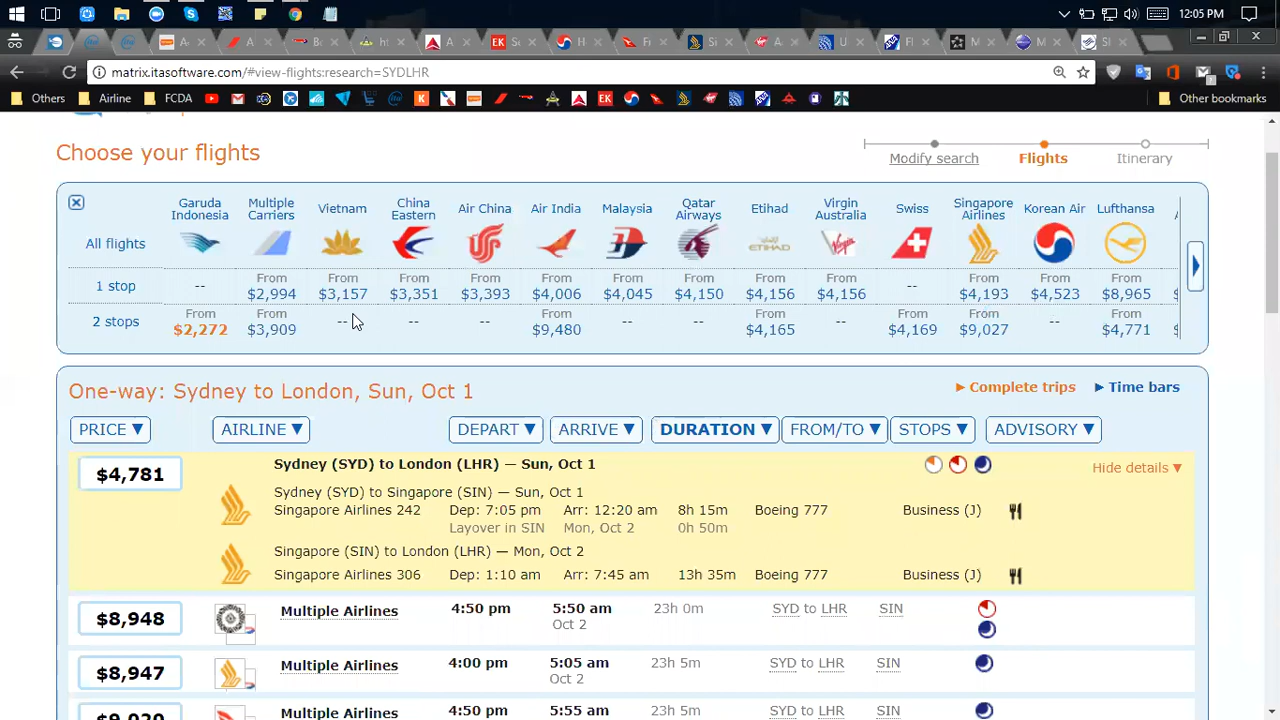 12:05 PM
matrix.itasoftware.com/#view-flights:research=SYDLHR
Others Airline FCDA Other bookmarks
Choose your flights
Modify search Flights Itinerary
Garuda Indonesia Multiple Carriers Vietnam China Eastern Air China Air India Malaysia Qatar Airways Etihad Virgin Australia Swiss Singapore Airlines Korean Air Lufthansa
All flights
1 stop -- From $2,994 From $3,157 From $3,351 From $3,393 From $4,006 From $4,045 From $4,150 From $4,156 From $4,156 -- From $4,193 From $4,523 From $8,965
2 stops From $2,272 From $3,909 -- -- -- From $9,480 -- -- From $4,165 -- From $4,169 From $9,027 From $4,771
One-way: Sydney to London, Sun, Oct 1 Complete trips Time bars
PRICE AIRLINE DEPART ARRIVE DURATION FROM/TO STOPS ADVISORY
$4,781 Sydney (SYD) to London (LHR) — Sun, Oct 1 Hide details
Sydney (SYD) to Singapore (SIN) — Sun, Oct 1
Singapore Airlines 242 Dep: 7:05 pm Arr: 12:20 am 8h 15m Boeing 777 Business (J)
Layover in SIN Mon, Oct 2 0h 50m
Singapore (SIN) to London (LHR) — Mon, Oct 2
Singapore Airlines 306 Dep: 1:10 am Arr: 7:45 am 13h 35m Boeing 777 Business (J)
$8,948 Multiple Airlines 4:50 pm 5:50 am 23h 0m SYD to LHR SIN
Oct 2
$8,947 Multiple Airlines 4:00 pm 5:05 am 23h 5m SYD to LHR SIN
Oct 2
$9,020 Multiple Airlines 4:50 pm 5:55 am 23h 5m SYD to LHR SIN